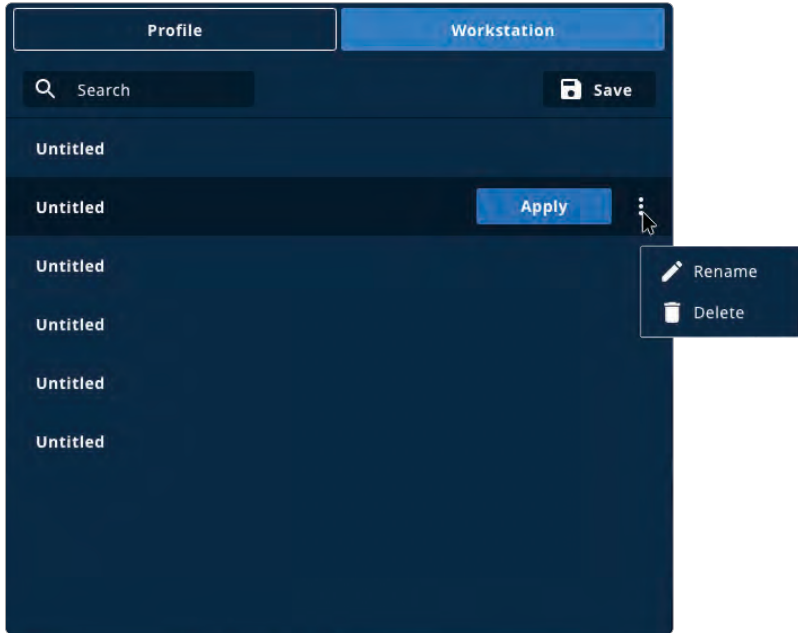 Profile Workstation
Search Save
Untitled
Untitled Apply
Untitled
Rename
Delete
Untitled
Untitled
Untitled